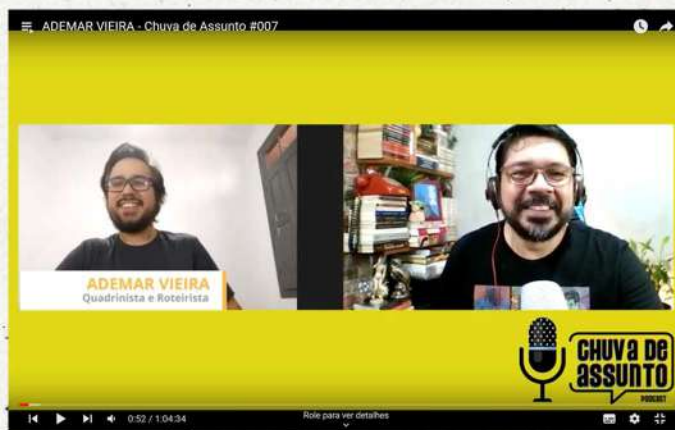 ADEMAR VIEIRA - Chuva de Assunto #007
ADEMAR VIEIRA
Quadrinista e Roteirista
CHUVA DE
ASSUNTO
PODCAST
0:52 / 1:04:34
Role para ver detalhes